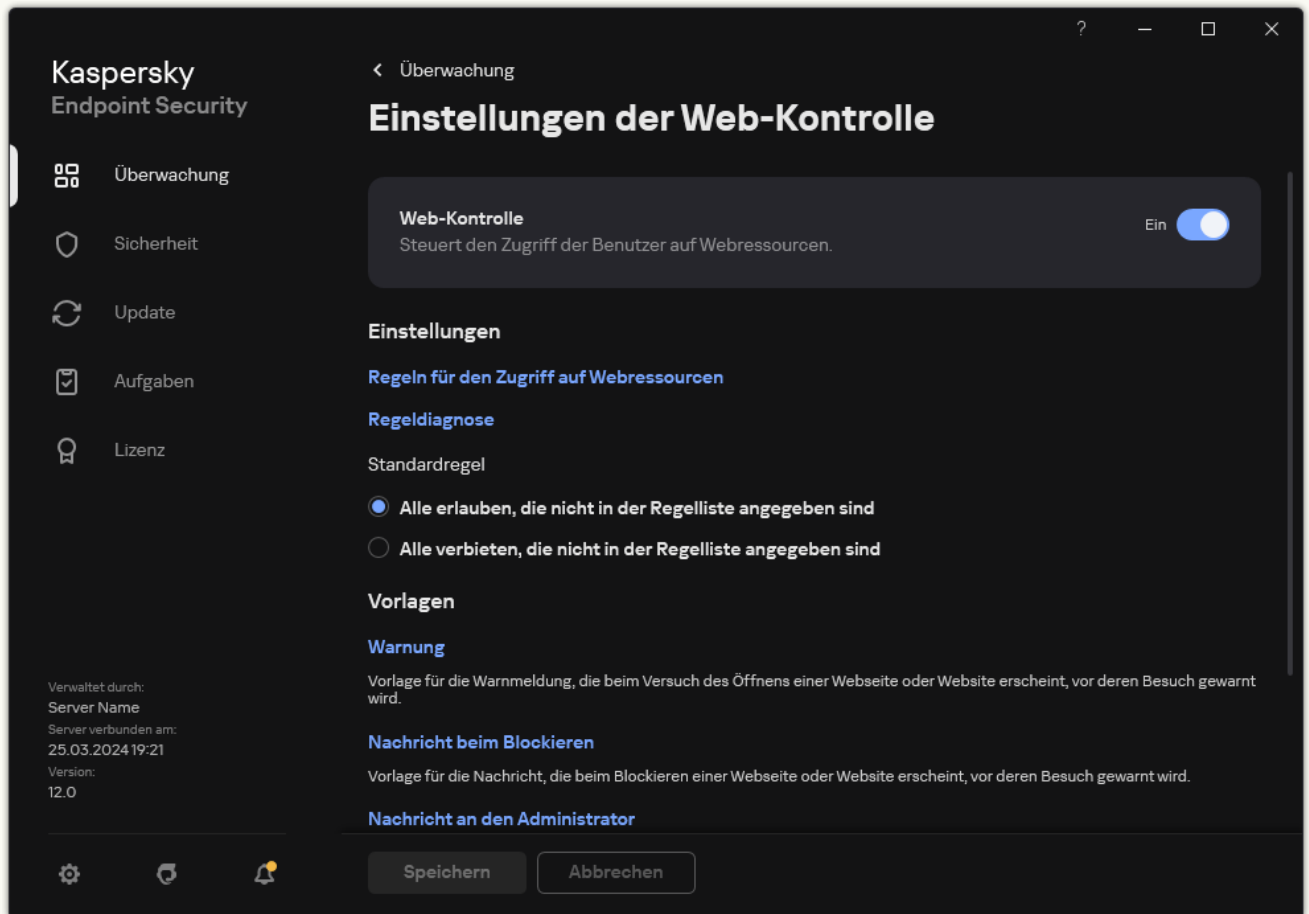 ?
Kaspersky
Endpoint Security
Überwachung
Sicherheit
Update
Aufgaben
Lizenz
Verwaltet durch:
Server Name
Server verbunden am:
25.03.2024 19:21
Version:
12.0
Überwachung
Einstellungen der Web-Kontrolle
Web-Kontrolle
Steuert den Zugriff der Benutzer auf Webressourcen.
Ein
Einstellungen
Regeln für den Zugriff auf Webressourcen
Regeldiagnose
Standardregel
Alle erlauben, die nicht in der Regelliste angegeben sind
Alle verbieten, die nicht in der Regelliste angegeben sind
Vorlagen
Warnung
Vorlage für die Warnmeldung, die beim Versuch des Öffnens einer Webseite oder Website erscheint, vor deren Besuch gewarnt
wird.
Nachricht beim Blockieren
Vorlage für die Nachricht, die beim Blockieren einer Webseite oder Website erscheint, vor deren Besuch gewarnt wird.
Nachricht an den Administrator
Speichern
Abbrechen